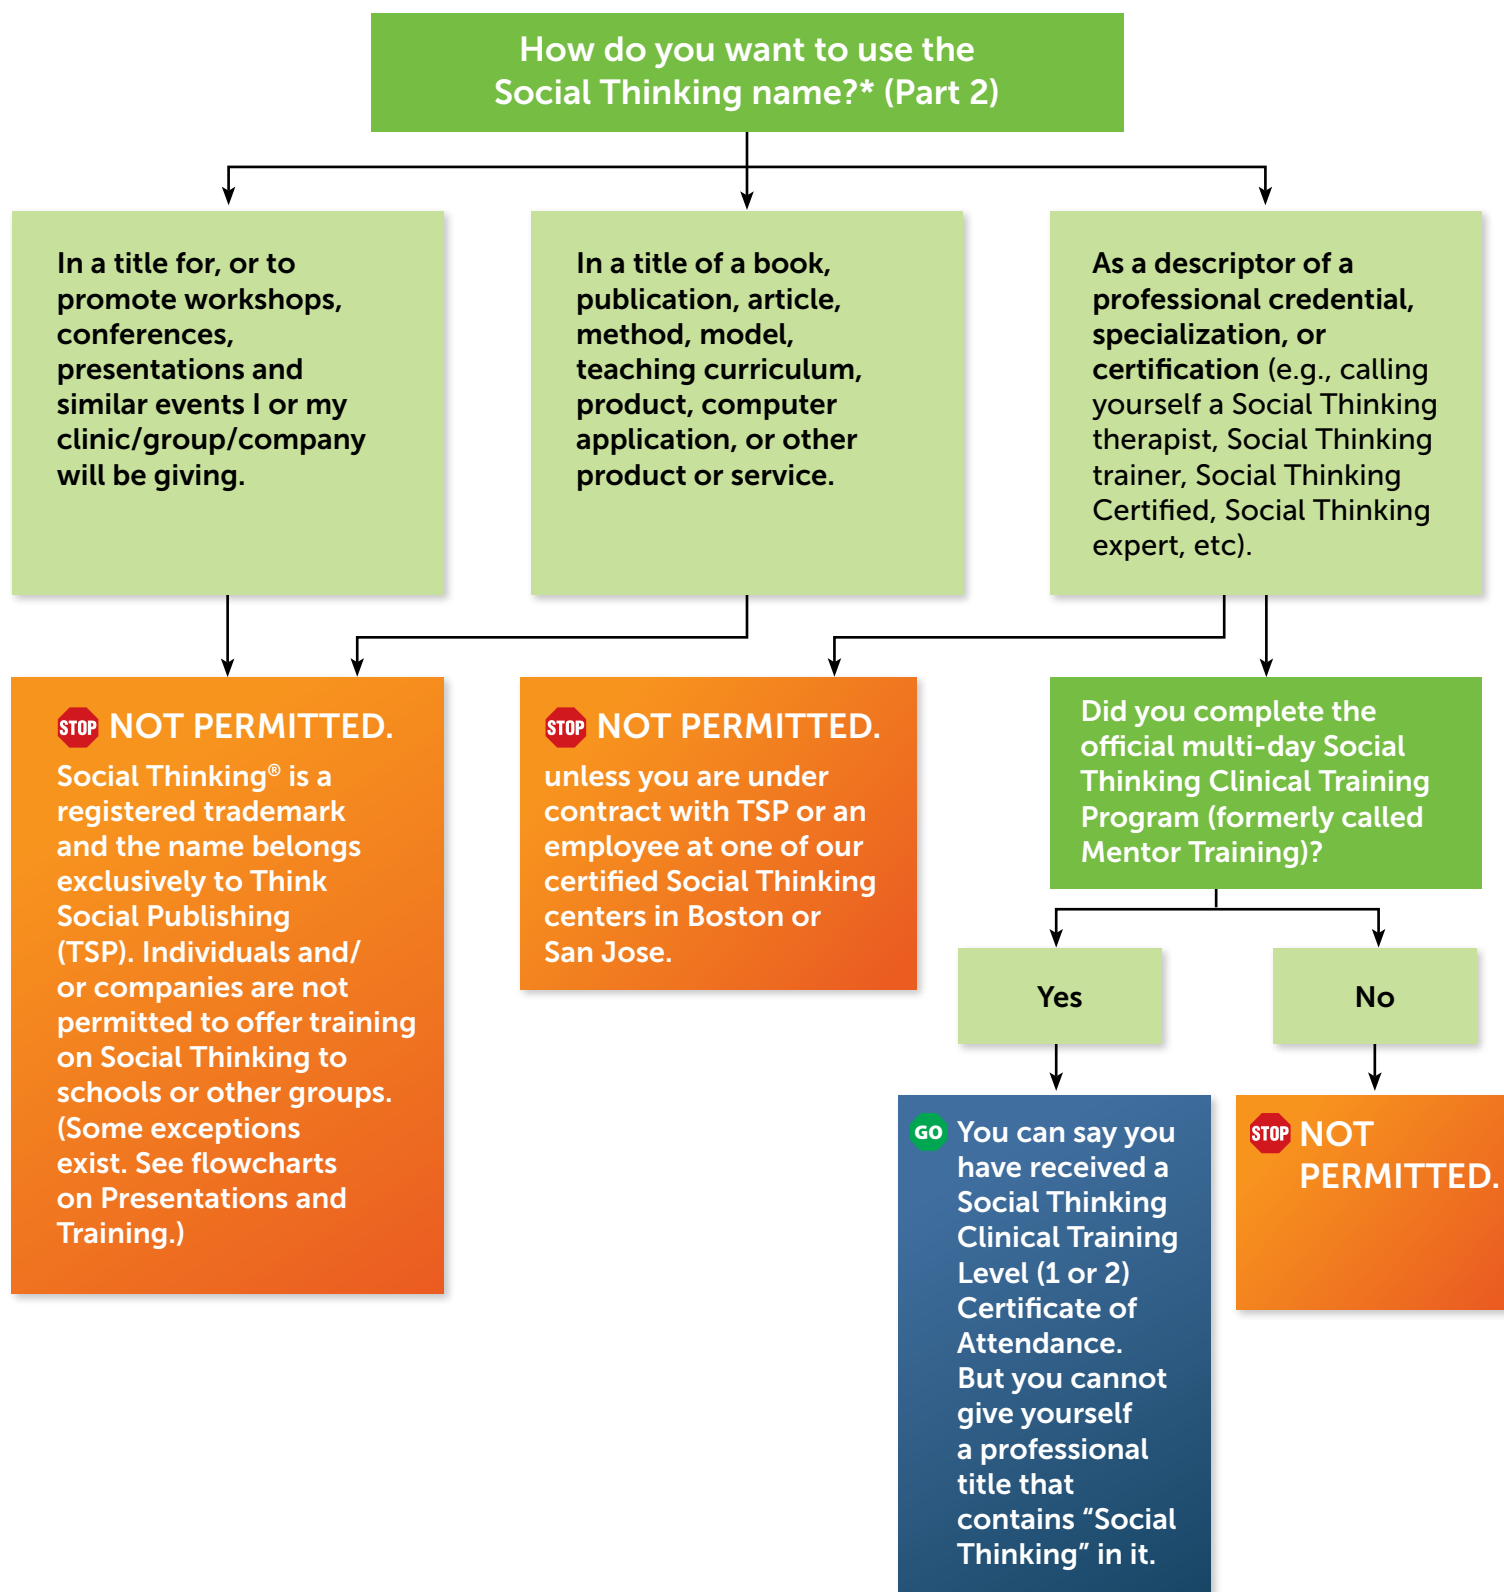 How do you want to use the
Social Thinking name?* (Part 2)
In a title for, or to
promote workshops,
conferences,
presentations and
similar events I or my
clinic/group/company
will be giving.
In a title of a book,
publication, article,
method, model,
teaching curriculum,
product, computer
application, or other
product or service.
As a descriptor of a
professional credential,
specialization, or
certification (e.g., calling
yourself a Social Thinking
therapist, Social Thinking
trainer, Social Thinking
Certified, Social Thinking
expert, etc).
STOP NOT PERMITTED.
Social Thinking® is a
registered trademark
and the name belongs
exclusively to Think
Social Publishing
(TSP). Individuals and/
or companies are not
permitted to offer training
on Social Thinking to
schools or other groups.
(Some exceptions
exist. See flowcharts
on Presentations and
Training.)
STOP NOT PERMITTED.
unless you are under
contract with TSP or an
employee at one of our
certified Social Thinking
centers in Boston or
San Jose.
Did you complete the
official multi-day Social
Thinking Clinical Training
Program (formerly called
Mentor Training)?
Yes
No
GO You can say you
have received a
Social Thinking
Clinical Training
Level (1 or 2)
Certificate of
Attendance.
But you cannot
give yourself
a professional
title that
contains “Social
Thinking” in it.
STOP NOT
PERMITTED.